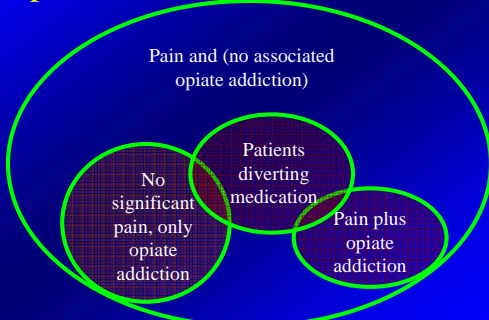 Pain and (no associated
opiate addiction)
Patients
diverting
medication
No
significant
pain, only
opiate
addiction
Pain plus
opiate
addiction